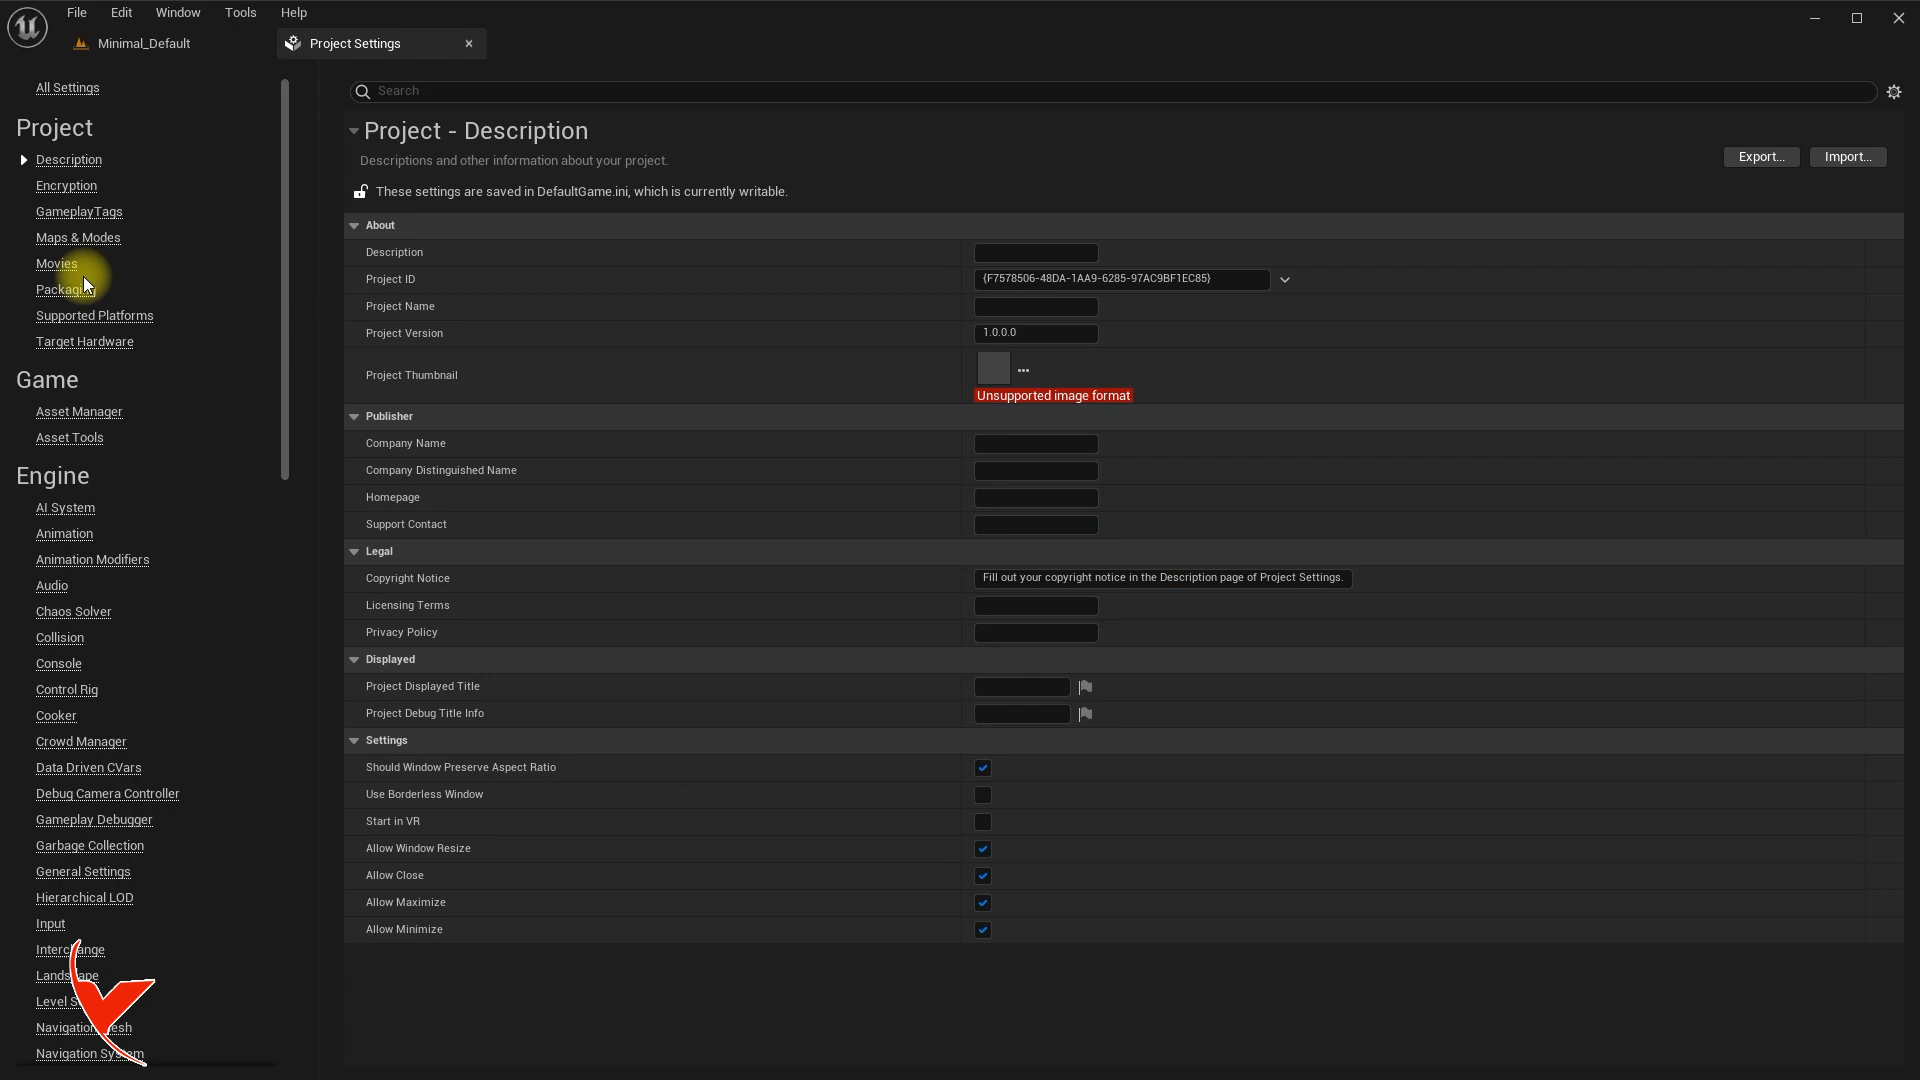 File Edit Window Tools Help
Minimal_Default
Project Settings
All Settings
Project
Description
Encryption
GameplayTags
Maps & Modes
Movies
Packaging
Supported Platforms
Target Hardware
Game
Asset Manager
Asset Tools
Engine
AI System
Animation
Animation Modifiers
Audio
Chaos Solver
Collision
Console
Control Rig
Cooker
Crowd Manager
Data Driven CVars
Debug Camera Controller
Gameplay Debugger
Garbage Collection
General Settings
Hierarchical LOD
Input
Interchange
Landscape
Level S
Navigation Mesh
Navigation System
Search
Project - Description
Descriptions and other information about your project.
Export... Import...
These settings are saved in DefaultGame.ini, which is currently writable.
About
Description
Project ID {F7578506-48DA-1AA9-6285-97AC9BF1EC85}
Project Name
Project Version 1.0.0.0
Project Thumbnail
Unsupported image format
Publisher
Company Name
Company Distinguished Name
Homepage
Support Contact
Legal
Copyright Notice Fill out your copyright notice in the Description page of Project Settings.
Licensing Terms
Privacy Policy
Displayed
Project Displayed Title
Project Debug Title Info
Settings
Should Window Preserve Aspect Ratio
Use Borderless Window
Start in VR
Allow Window Resize
Allow Close
Allow Maximize
Allow Minimize